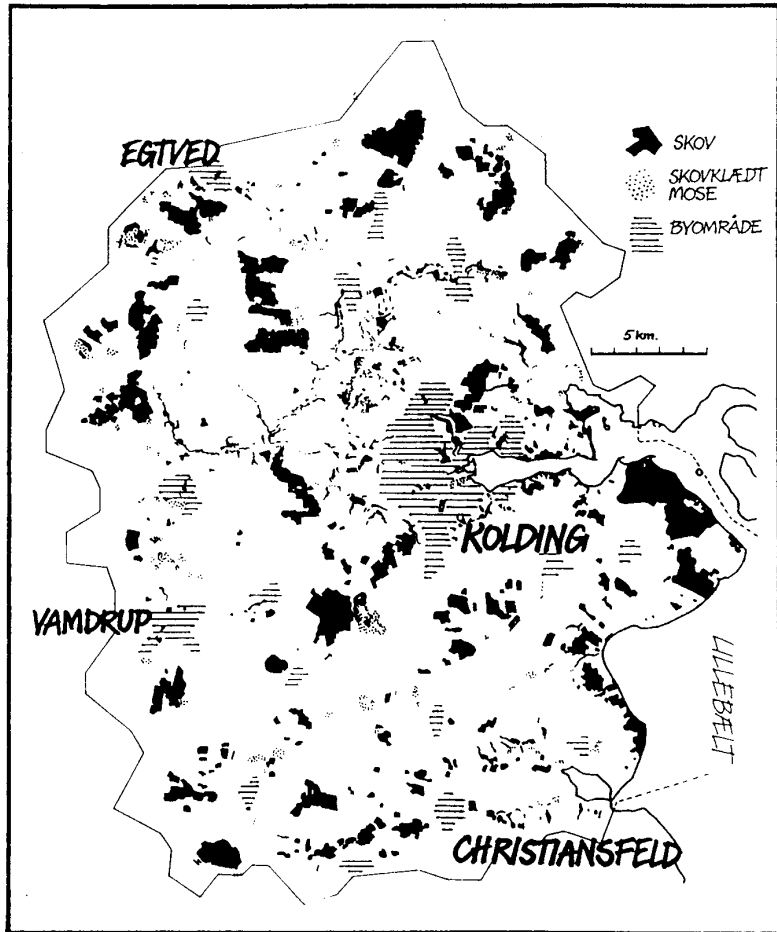 EGTVED
SKOV
SKOVKLÆDT
MOSE
BYOMRÅDE
5 km.
KOLDING
VAMDRUP
LILLEBÆLT
CHRISTIANSFELD